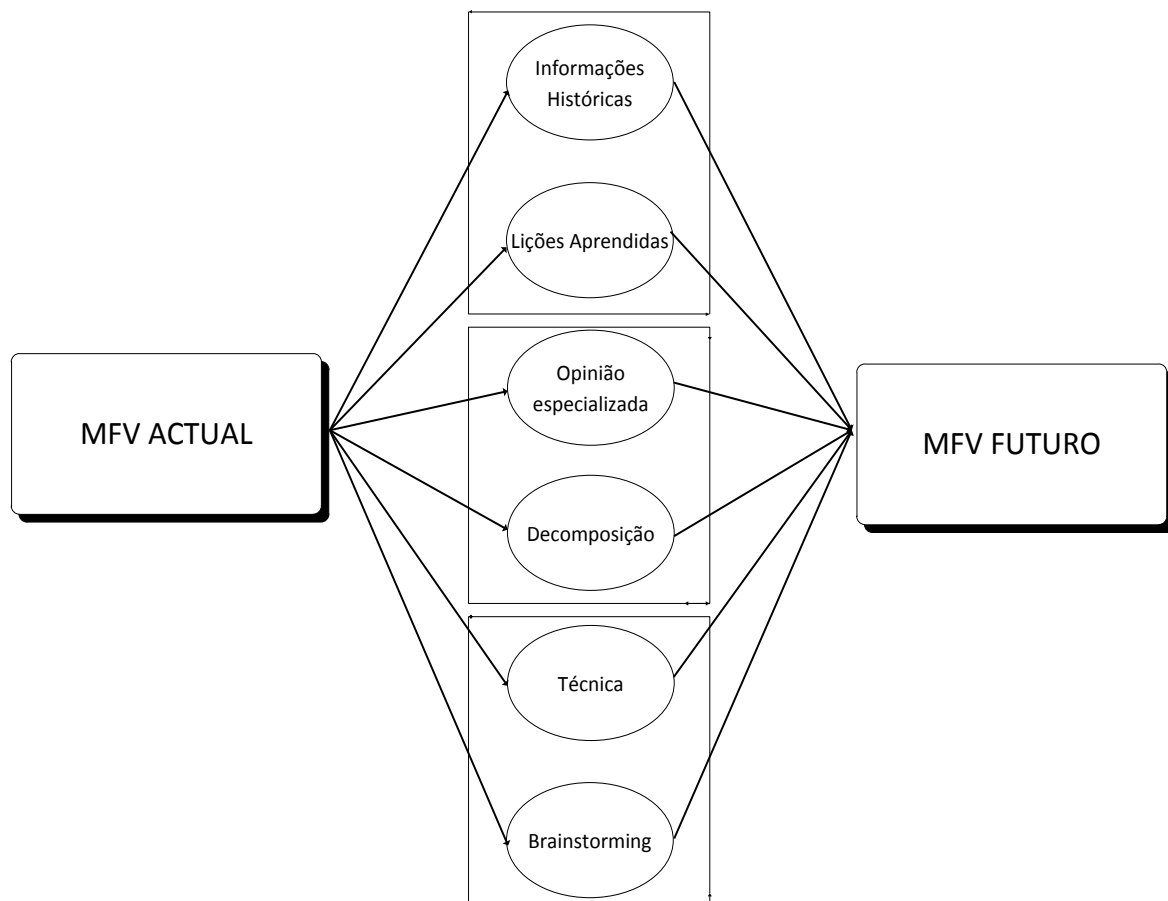 Informações
Históricas
Lições Aprendidas
MFV ACTUAL
Opinião
especializada
MFV FUTURO
Decomposição
Técnica
Brainstorming